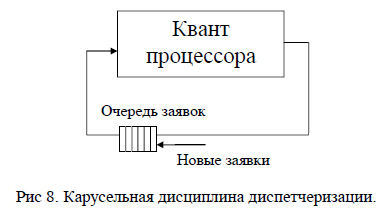 Квант
процессора
Очередь заявок
Новые заявки
Рис 8. Карусельная дисциплина диспетчеризации.